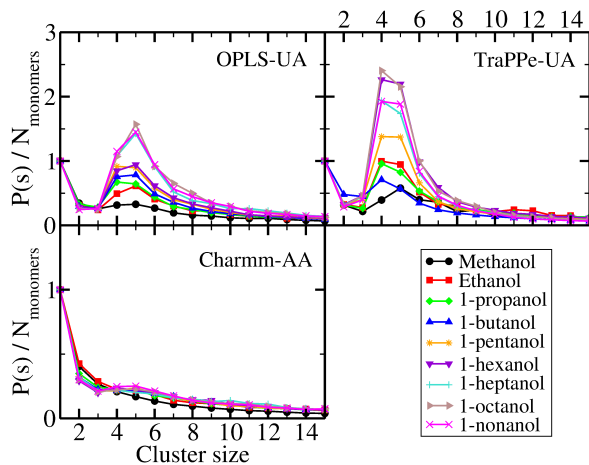 2 4 6 8 10 12 14
3
OPLS-UA
TraPPe-UA
2
1
0
P(s) / N_monomers
Charmm-AA
1
0
P(s) / N_monomers
2 4 6 8 10 12 14
Cluster size
Methanol
Ethanol
1-propanol
1-butanol
1-pentanol
1-hexanol
1-heptanol
1-octanol
1-nonanol